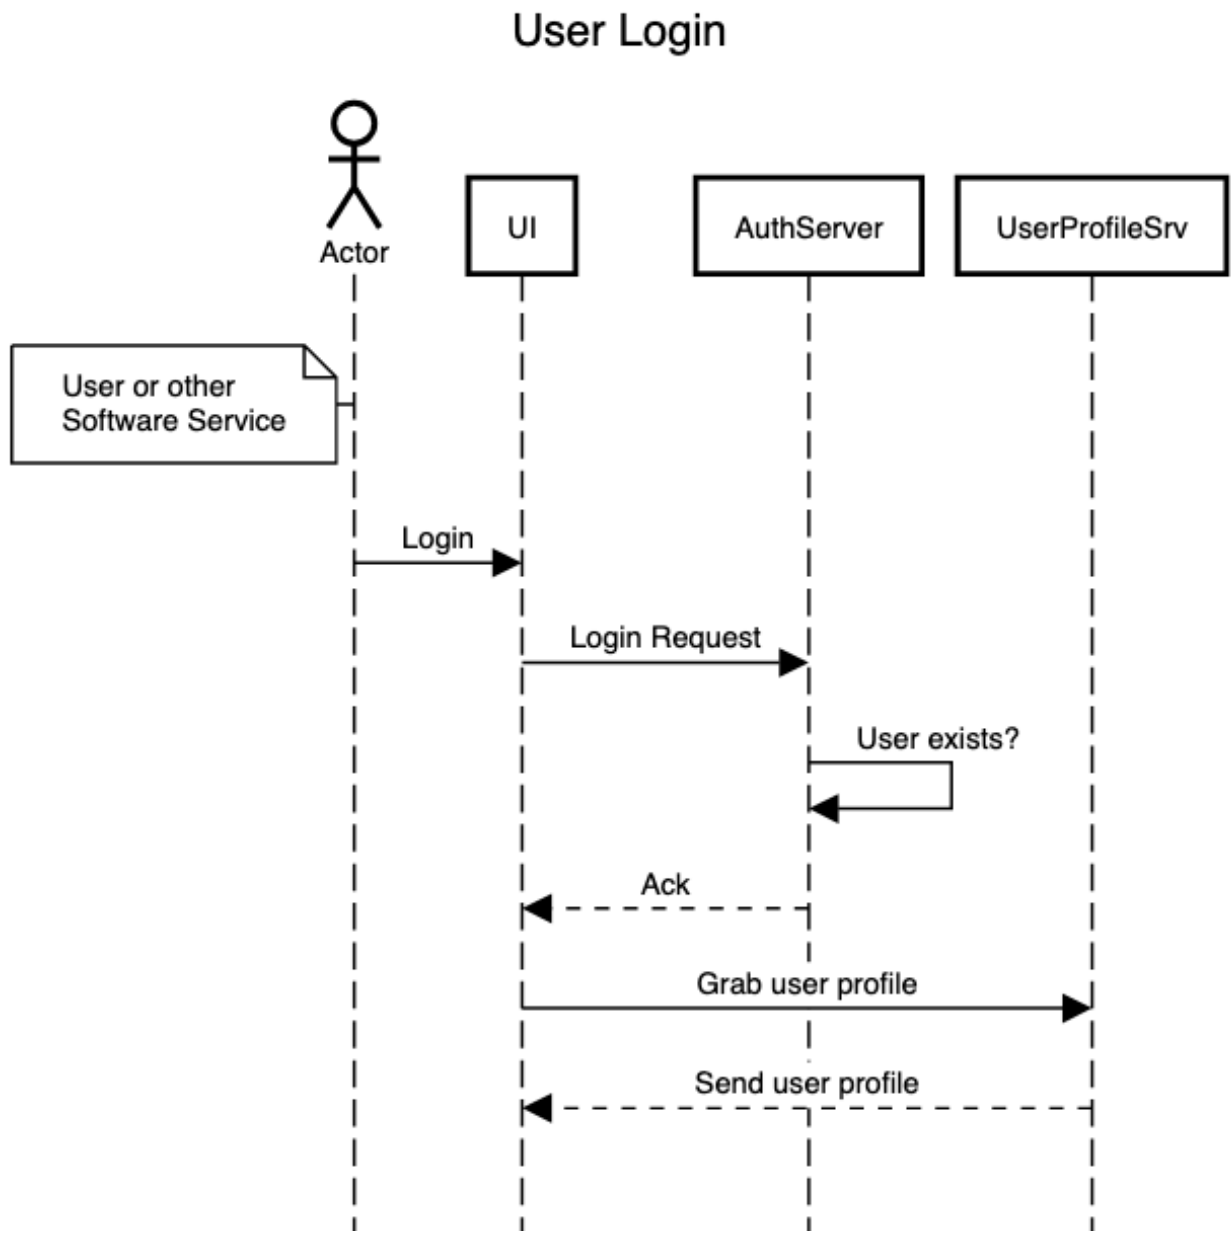 User Login
Actor
UI
AuthServer
UserProfileSrv
User or other
Software Service
Login
Login Request
User exists?
Ack
Grab user profile
Send user profile